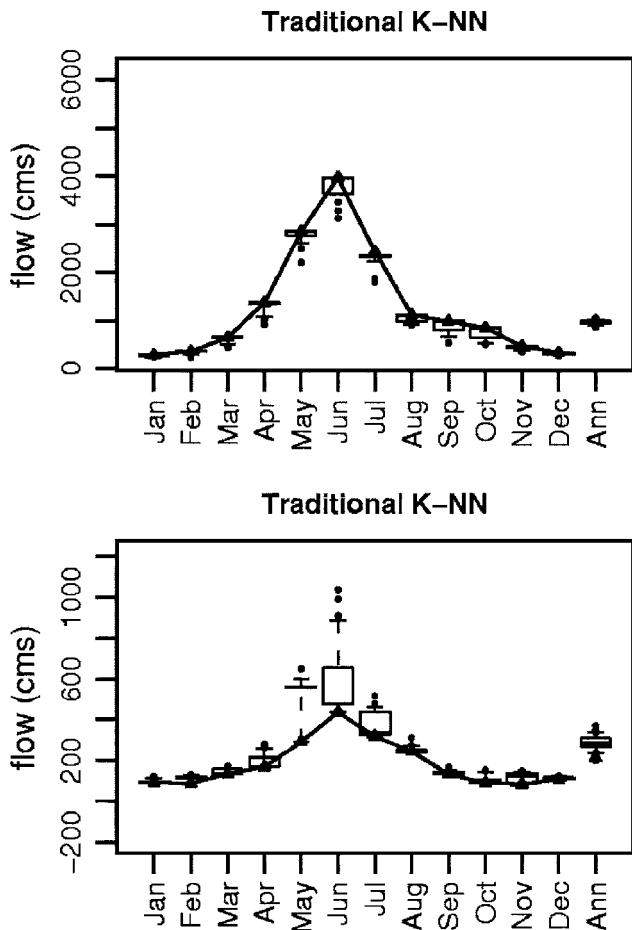 Traditional K–NN
flow (cms)
6000
4000
2000
0
Jan Feb Mar Apr May Jun Jul Aug Sep Oct Nov Dec Ann
Traditional K–NN
flow (cms)
1000
600
200
−200
Jan Feb Mar Apr May Jun Jul Aug Sep Oct Nov Dec Ann